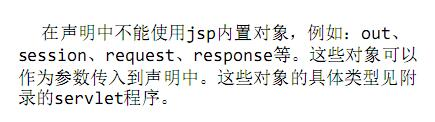 在声明中不能使用jsp内置对象，例如：out、
session、request、response等。这些对象可以
作为参数传入到声明中。这些对象的具体类型见附
录的servlet程序。